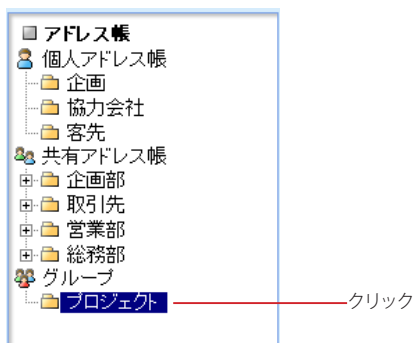 アドレス帳
個人アドレス帳
企画
協力会社
客先
共有アドレス帳
企画部
取引先
営業部
総務部
グループ
プロジェクト
クリック